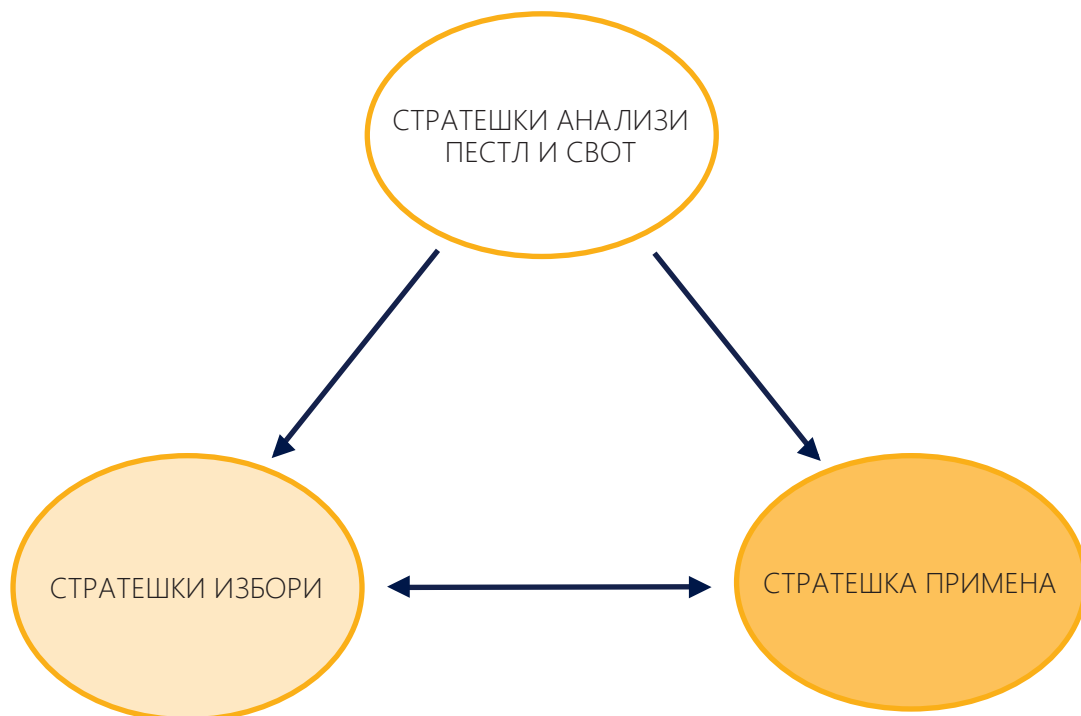 СТРАТЕШКИ АНАЛИЗИ
ПЕСТЛ И СВОТ
СТРАТЕШКИ ИЗБОРИ
СТРАТЕШКА ПРИМЕНА